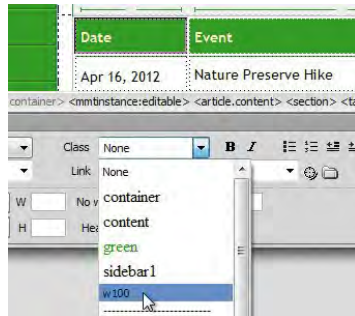 Date Event
Apr 16, 2012 Nature Preserve Hike
container> <mmtinstance:editable> <article.content> <section> <t
Class None B I
Link None
W No w container
content
H Hea green
sidebar1
w100